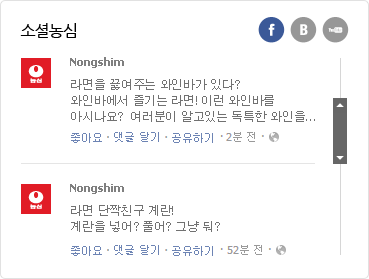 소셜농심
f B You Tube
Nongshim
농심
라면을 끓여주는 와인바가 있다?
와인바에서 즐기는 라면! 이런 와인바를
아시나요? 여러분이 알고있는 독특한 와인을...
좋아요 · 댓글 달기 · 공유하기 · 2분 전 ·
Nongshim
농심
라면 단짝친구 계란!
계란을 넣어? 풀어? 그냥 둬?
좋아요 · 댓글 달기 · 공유하기 · 52분 전 ·